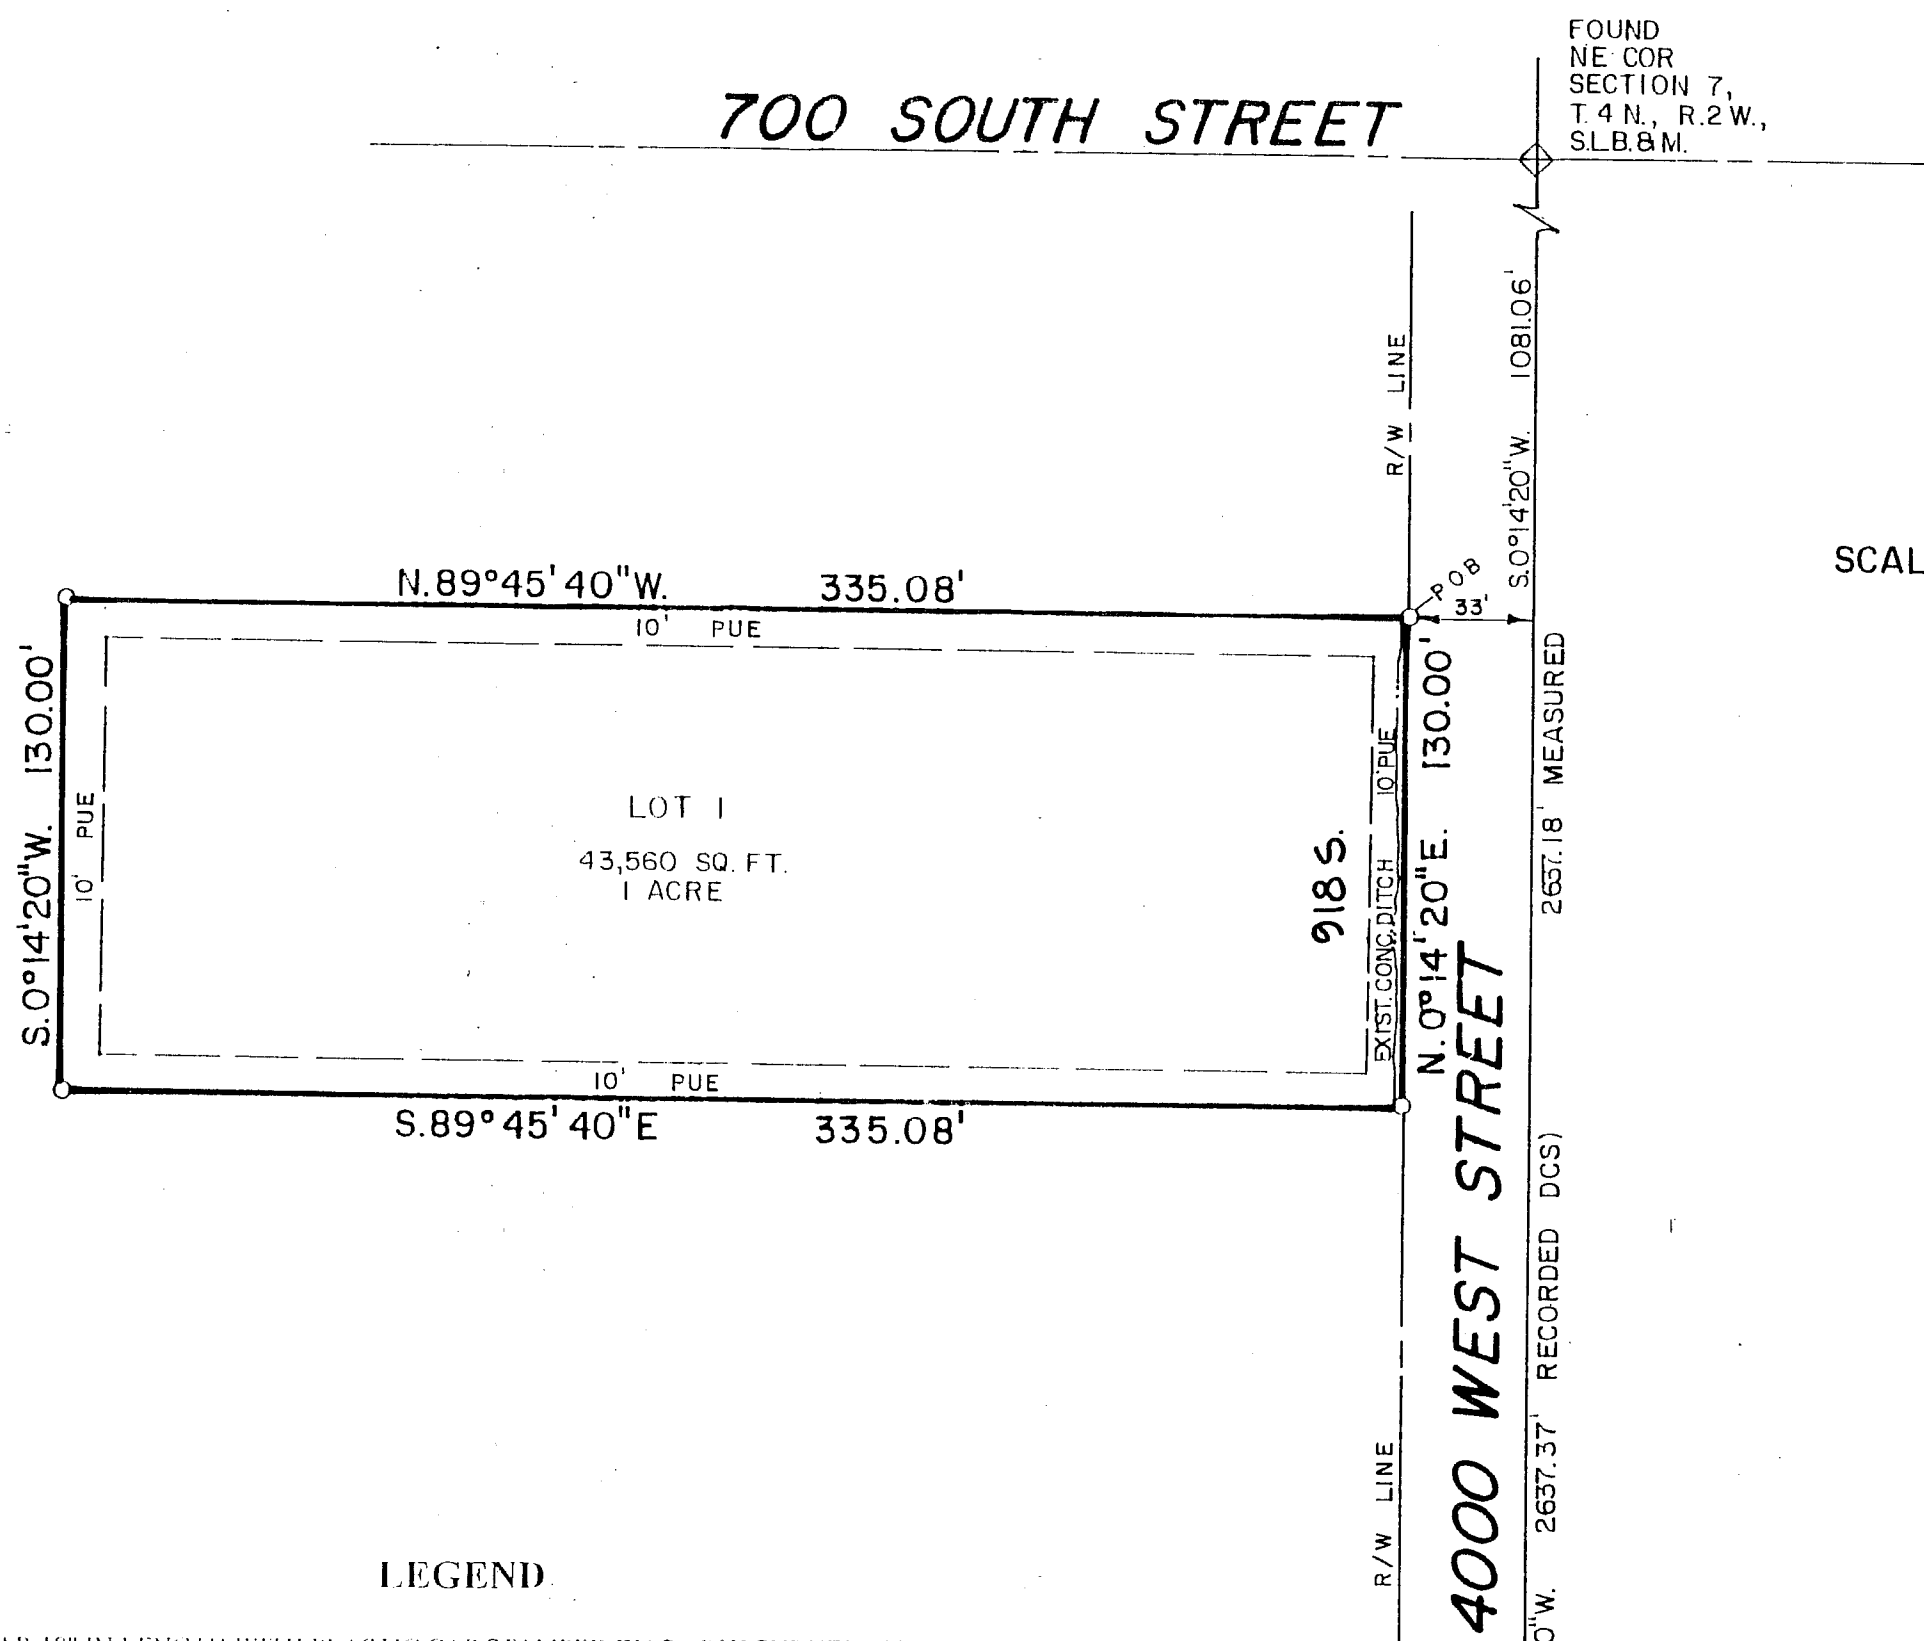 FOUND
NE COR
SECTION 7,
T. 4 N., R. 2 W.,
S.L.B.& M.
700 SOUTH STREET
R/W LINE
S.0°14'20"W. 1081.06'
SCAL
P O B
33'
N.89°45'40"W. 335.08'
10' PUE
S.0°14'20"W. 130.00'
10' PUE
LOT 1
43,560 SQ. FT.
1 ACRE
918 S.
10' PUE
EXIST. CONC. DITCH
N.0°14'20"E. 130.00'
2637.18' MEASURED
10' PUE
S.89°45'40"E 335.08'
4000 WEST STREET
0"W. 2637.37' RECORDED DCS)
R/W LINE
LEGEND